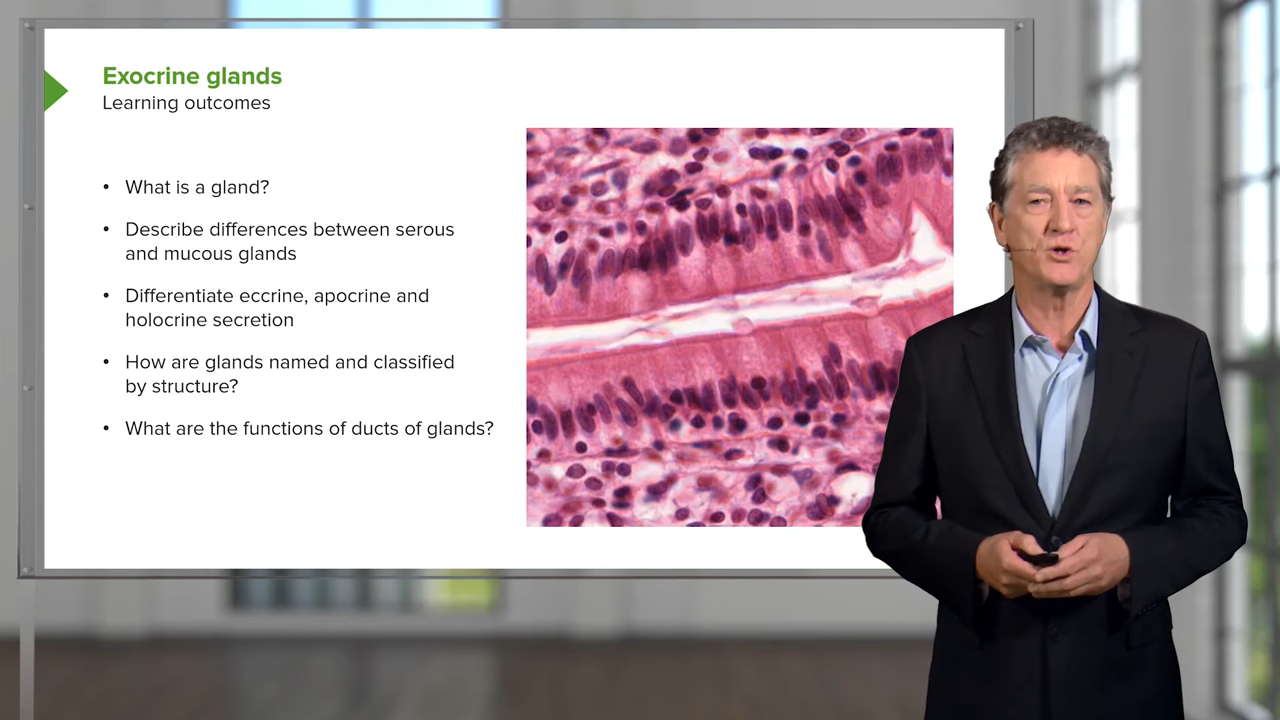 Exocrine glands
Learning outcomes
• What is a gland?
• Describe differences between serous
and mucous glands
• Differentiate eccrine, apocrine and
holocrine secretion
• How are glands named and classified
by structure?
• What are the functions of ducts of glands?